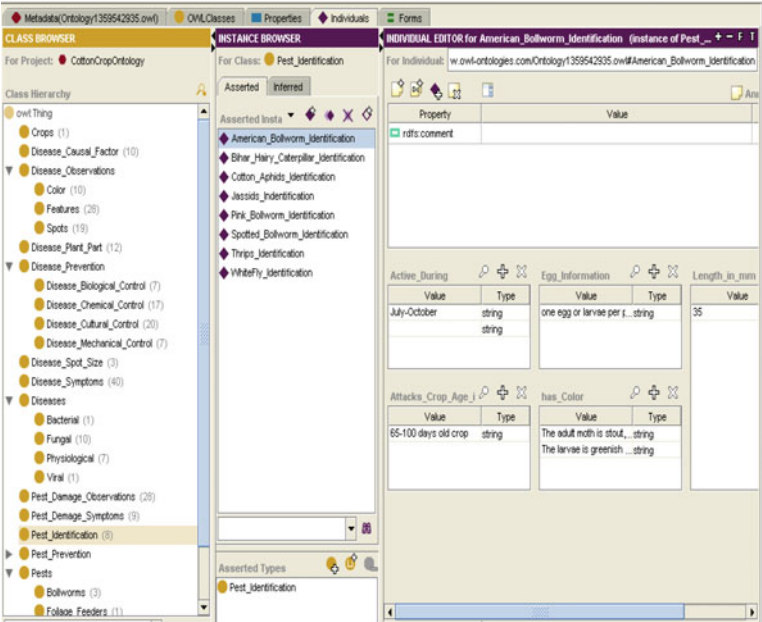 Metadata(Ontology1359542935.owl)
OWLClasses
Properties
Individuals
Forms
CLASS BROWSER
For Project: CottonCropOntology
Class Hierarchy
owl:Thing
Crops (1)
Disease_Causal_Factor (10)
Disease_Observations
Color (10)
Features (28)
Spots (19)
Disease_Plant_Part (12)
Disease_Prevention
Disease_Biological_Control (7)
Disease_Chemical_Control (17)
Disease_Cultural_Control (20)
Disease_Mechanical_Control (7)
Disease_Spot_Size (3)
Disease_Symptoms (40)
Diseases
Bacterial (1)
Fungal (10)
Physiological (7)
Viral (1)
Pest_Damage_Observations (28)
Pest_Demage_Symptoms (9)
Pest_Identification (8)
Pest_Prevention
Pests
Bollworms (3)
Foliage_Feeders (1)
INSTANCE BROWSER
For Class: Pest_Identification
Asserted Inferred
Asserted Insta
American_Bollworm_Identification
Bihar_Hairy_Caterpillar_Identification
Cotton_Aphids_Identification
Jassids_Indentification
Pink_Bollworm_Identification
Spotted_Bollworm_Identification
Thrips_Identification
WhiteFly_Identification
Asserted Types
Pest_Identification
INDIVIDUAL EDITOR for American_Bollworm_Identification (instance of Pest_... + - F T
For Individual: w.owl-ontologies.com/Ontology1359542935.owl#American_Bollworm_Identification
Ann
Property Value
rdfs:comment
Active_During
Value Type
July-October string
string
Egg_Information
Value Type
one egg or larvae per p... string
Length_in_mm
Value
35
Attacks_Crop_Age_i
Value Type
65-100 days old crop string
has_Color
Value Type
The adult moth is stout,... string
The larvae is greenish ... string